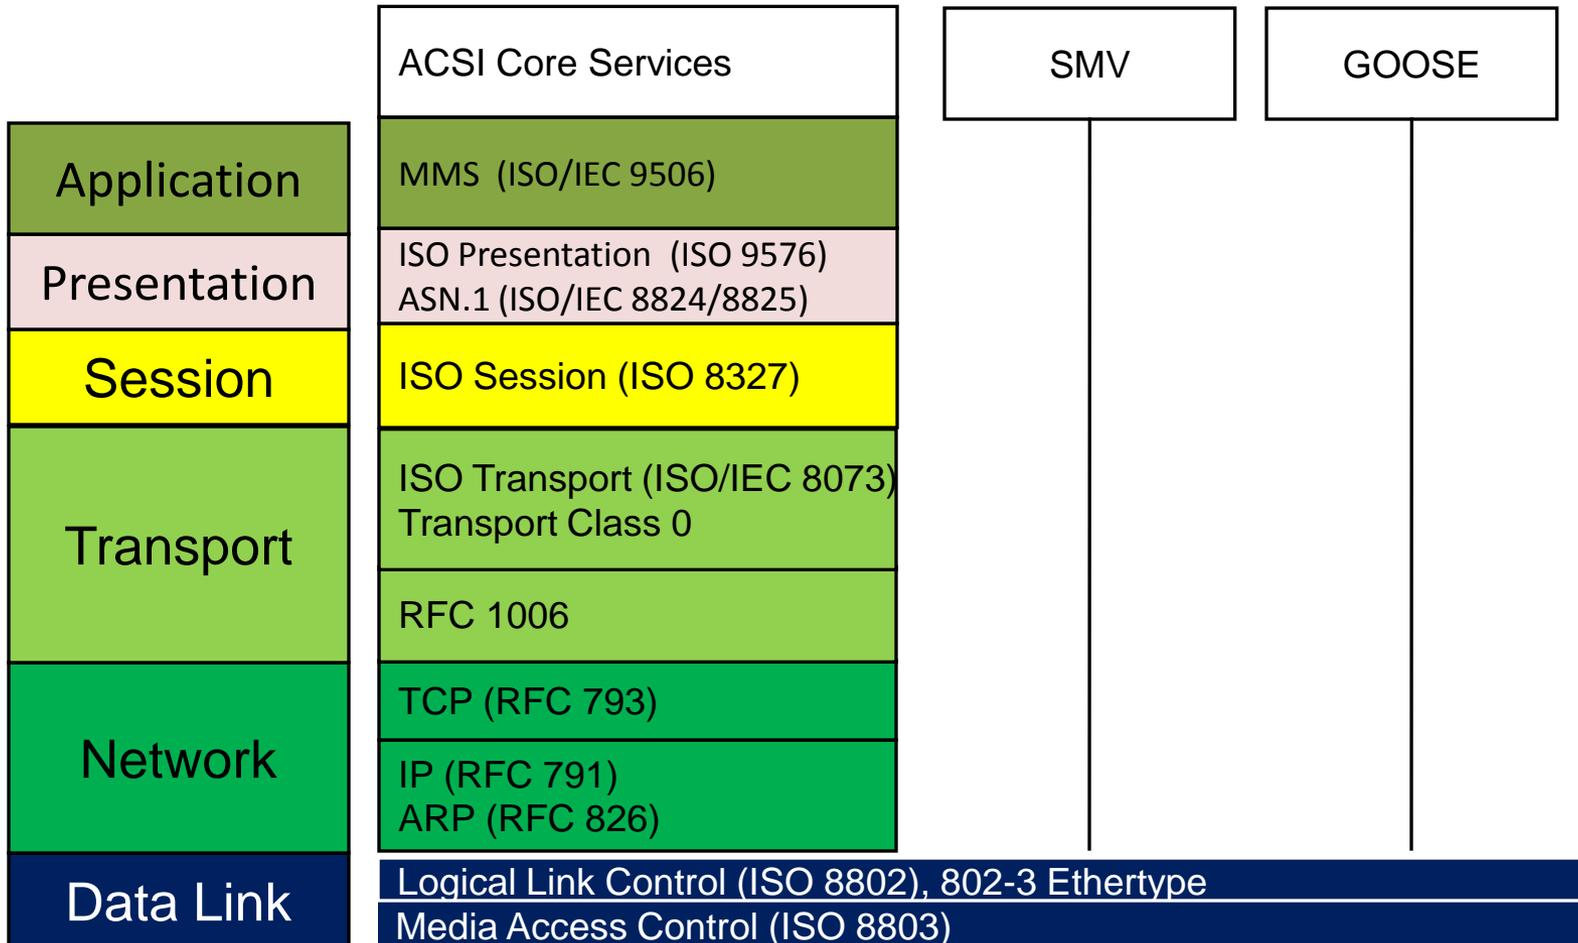 ACSI Core Services
SMV
GOOSE
Application
MMS (ISO/IEC 9506)
Presentation
ISO Presentation (ISO 9576)
ASN.1 (ISO/IEC 8824/8825)
Session
ISO Session (ISO 8327)
Transport
ISO Transport (ISO/IEC 8073)
Transport Class 0
RFC 1006
Network
TCP (RFC 793)
IP (RFC 791)
ARP (RFC 826)
Data Link
Logical Link Control (ISO 8802), 802-3 Ethertype
Media Access Control (ISO 8803)